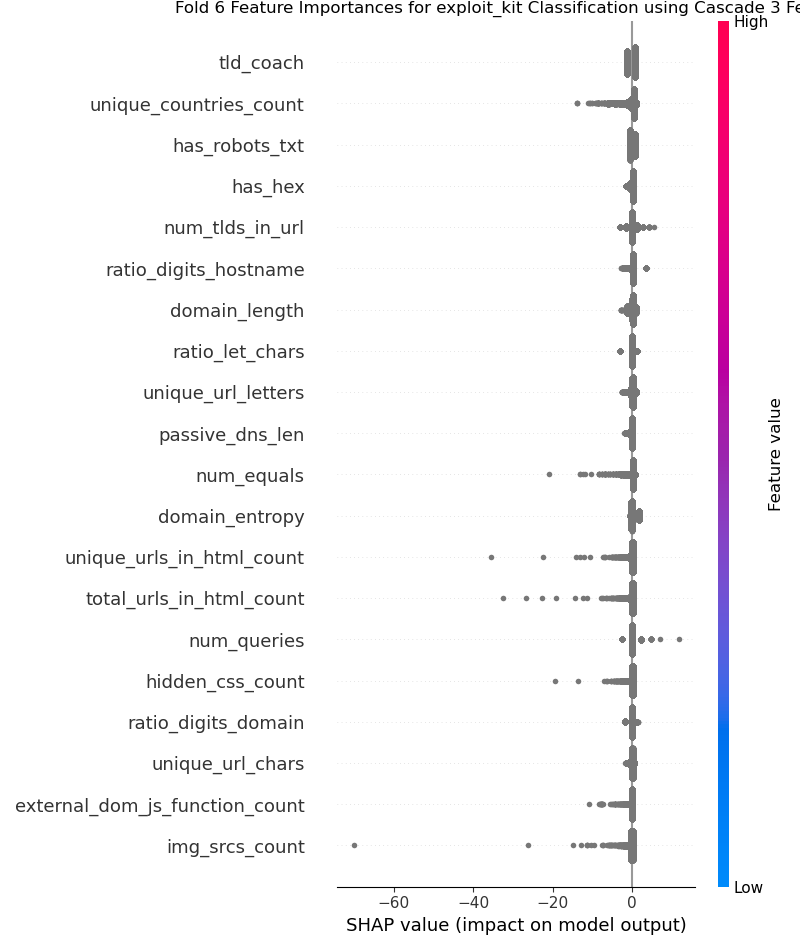 Fold 6 Feature Importances for exploit_kit Classification using Cascade 3 Fe
High
tld_coach
unique_countries_count
has_robots_txt
has_hex
num_tlds_in_url
ratio_digits_hostname
domain_length
ratio_let_chars
unique_url_letters
passive_dns_len
num_equals
domain_entropy
unique_urls_in_html_count
total_urls_in_html_count
num_queries
hidden_css_count
ratio_digits_domain
unique_url_chars
external_dom_js_function_count
img_srcs_count
Feature value
Low
−60 −40 −20 0
SHAP value (impact on model output)